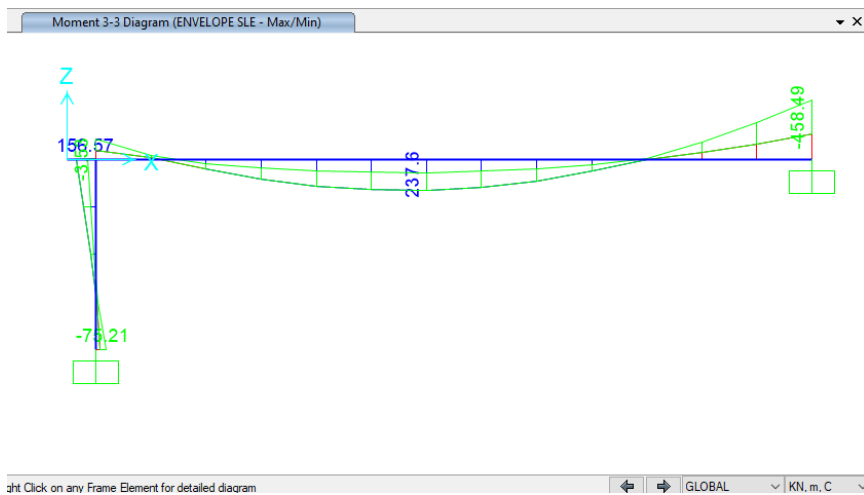 Moment 3-3 Diagram (ENVELOPE SLE - Max/Min)
Z
156.57
X
237.6
-458.49
-75.21
ght Click on any Frame Element for detailed diagram
GLOBAL
KN, m, C